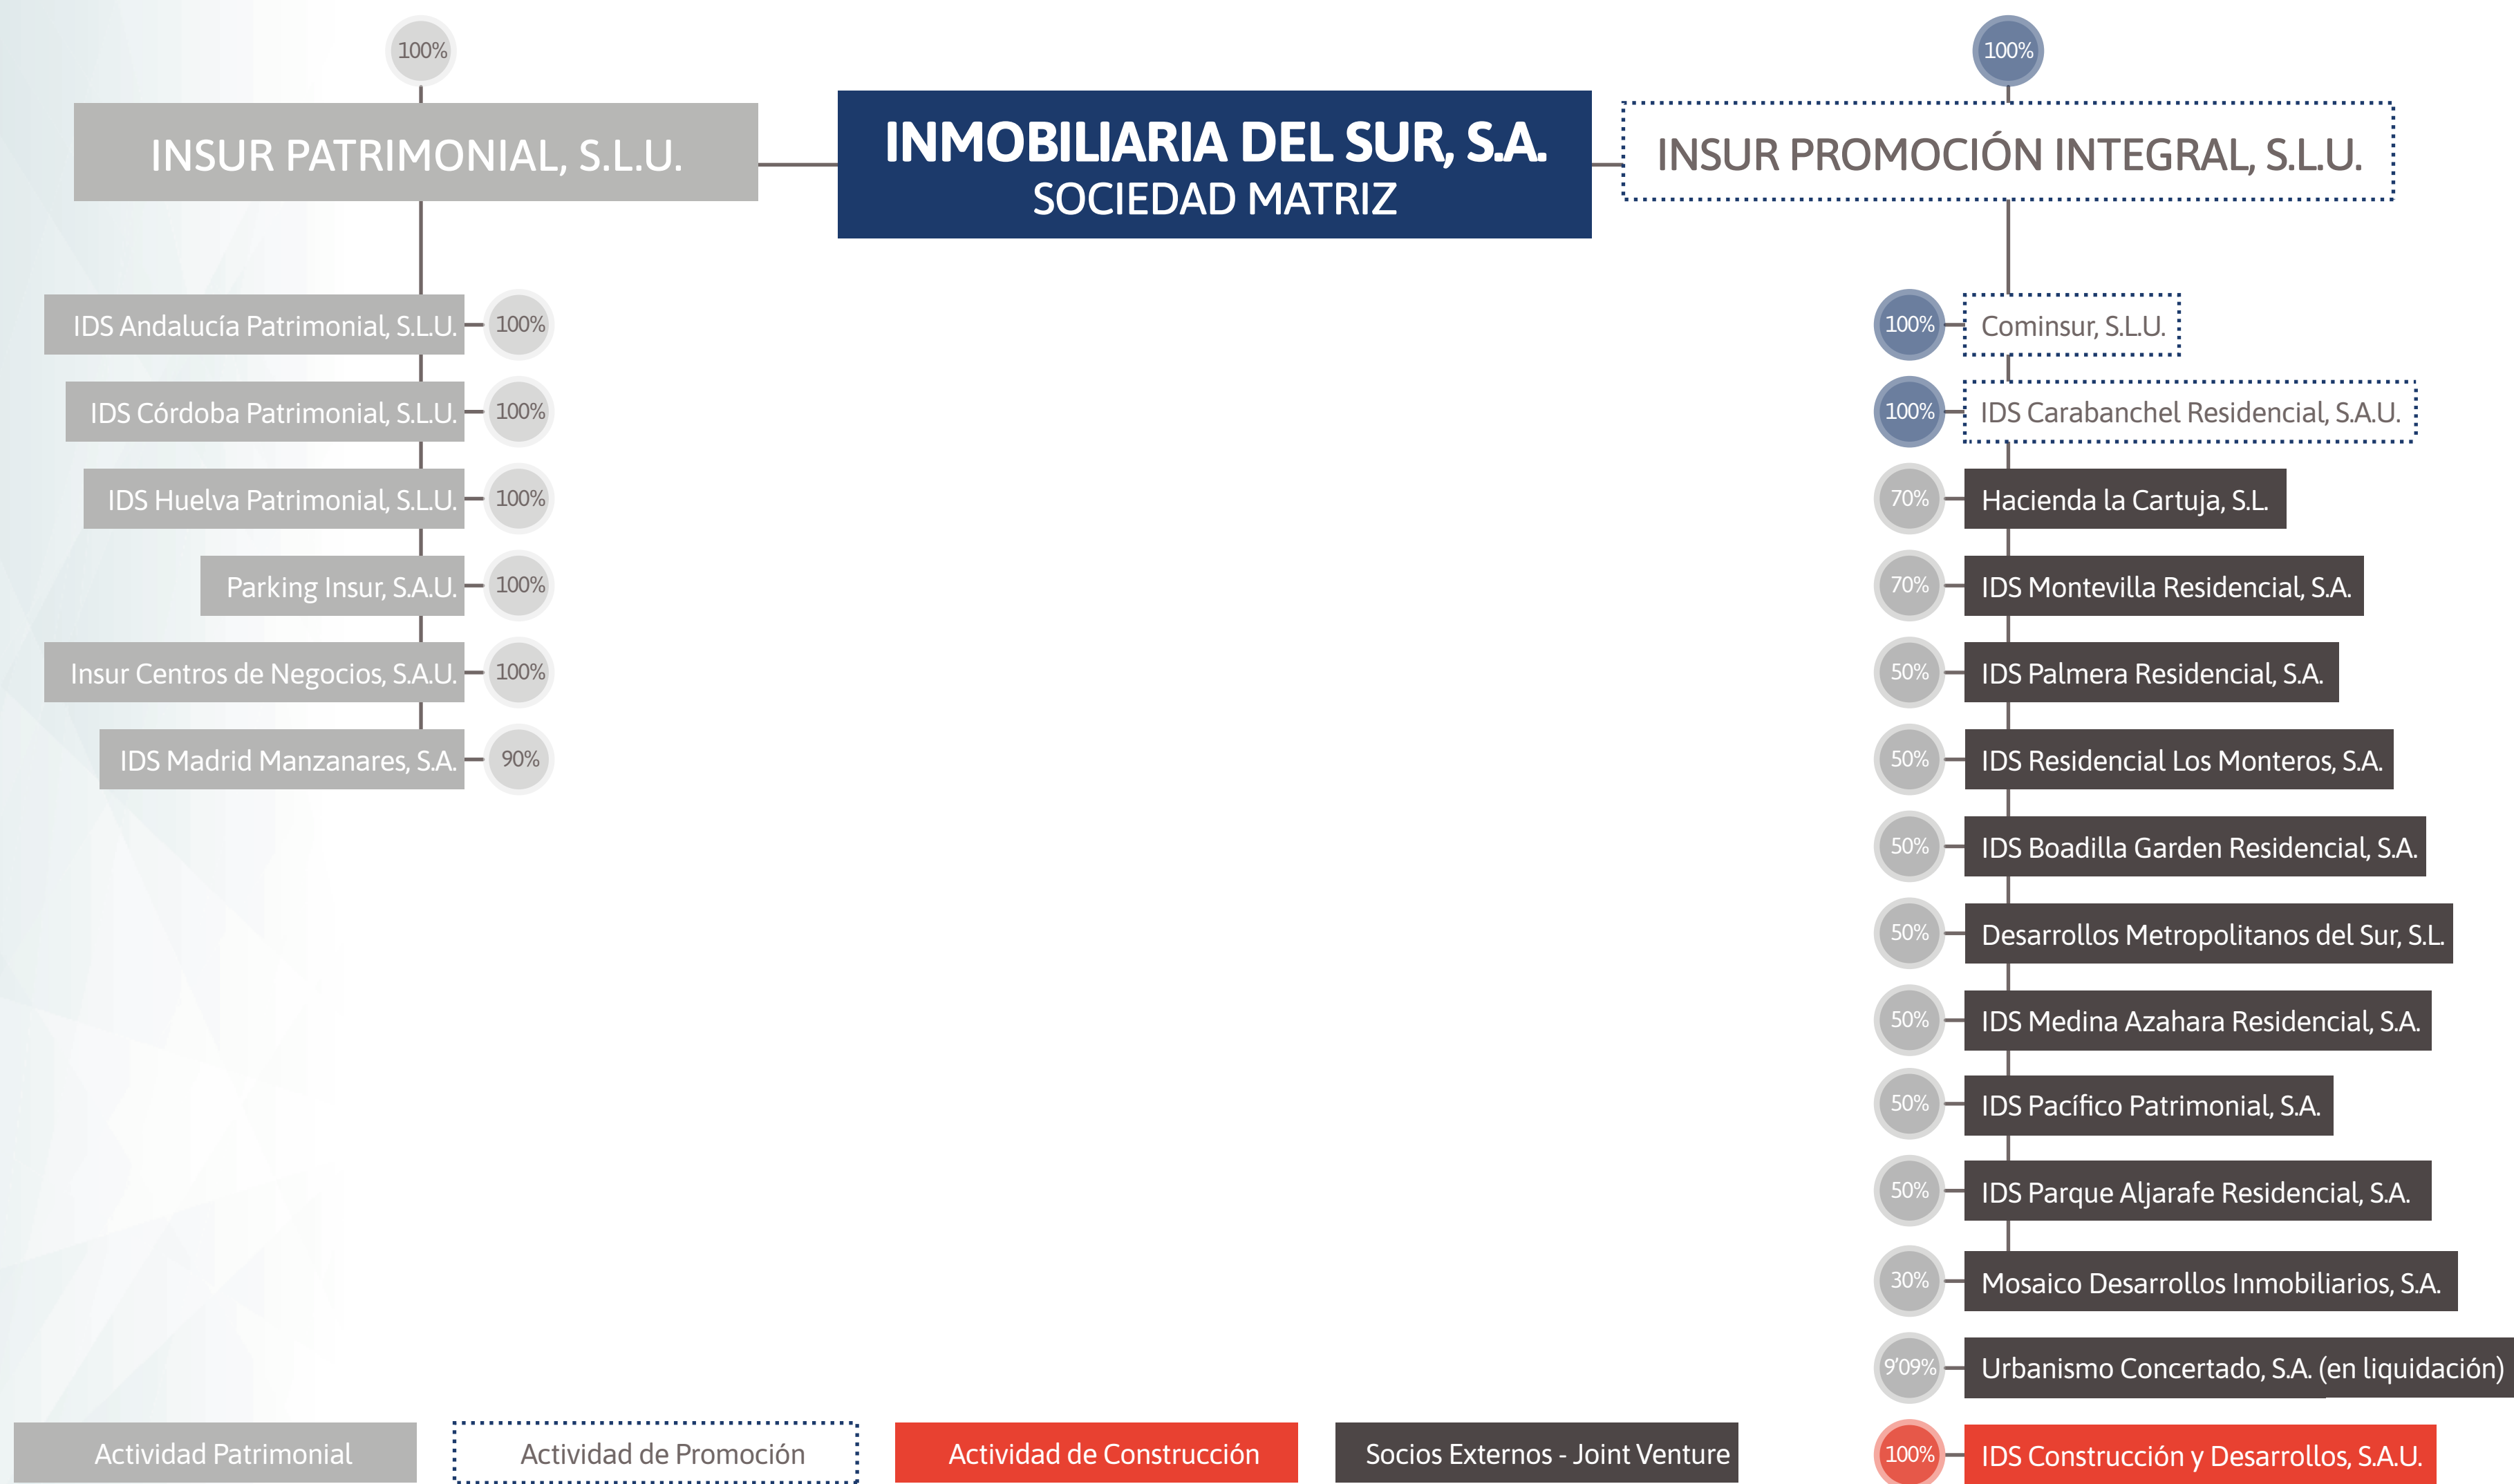 100%
INSUR PATRIMONIAL, S.L.U.
INMOBILIARIA DEL SUR, S.A.
SOCIEDAD MATRIZ
100%
INSUR PROMOCIÓN INTEGRAL, S.L.U.
IDS Andalucía Patrimonial, S.L.U. 100%
IDS Córdoba Patrimonial, S.L.U. 100%
IDS Huelva Patrimonial, S.L.U. 100%
Parking Insur, S.A.U. 100%
Insur Centros de Negocios, S.A.U. 100%
IDS Madrid Manzanares, S.A. 90%
100% Cominsur, S.L.U.
100% IDS Carabanchel Residencial, S.A.U.
70% Hacienda la Cartuja, S.L.
70% IDS Montevilla Residencial, S.A.
50% IDS Palmera Residencial, S.A.
50% IDS Residencial Los Monteros, S.A.
50% IDS Boadilla Garden Residencial, S.A.
50% Desarrollos Metropolitanos del Sur, S.L.
50% IDS Medina Azahara Residencial, S.A.
50% IDS Pacífico Patrimonial, S.A.
50% IDS Parque Aljarafe Residencial, S.A.
30% Mosaico Desarrollos Inmobiliarios, S.A.
9'09% Urbanismo Concertado, S.A. (en liquidación)
100% IDS Construcción y Desarrollos, S.A.U.
Actividad Patrimonial
Actividad de Promoción
Actividad de Construcción
Socios Externos - Joint Venture